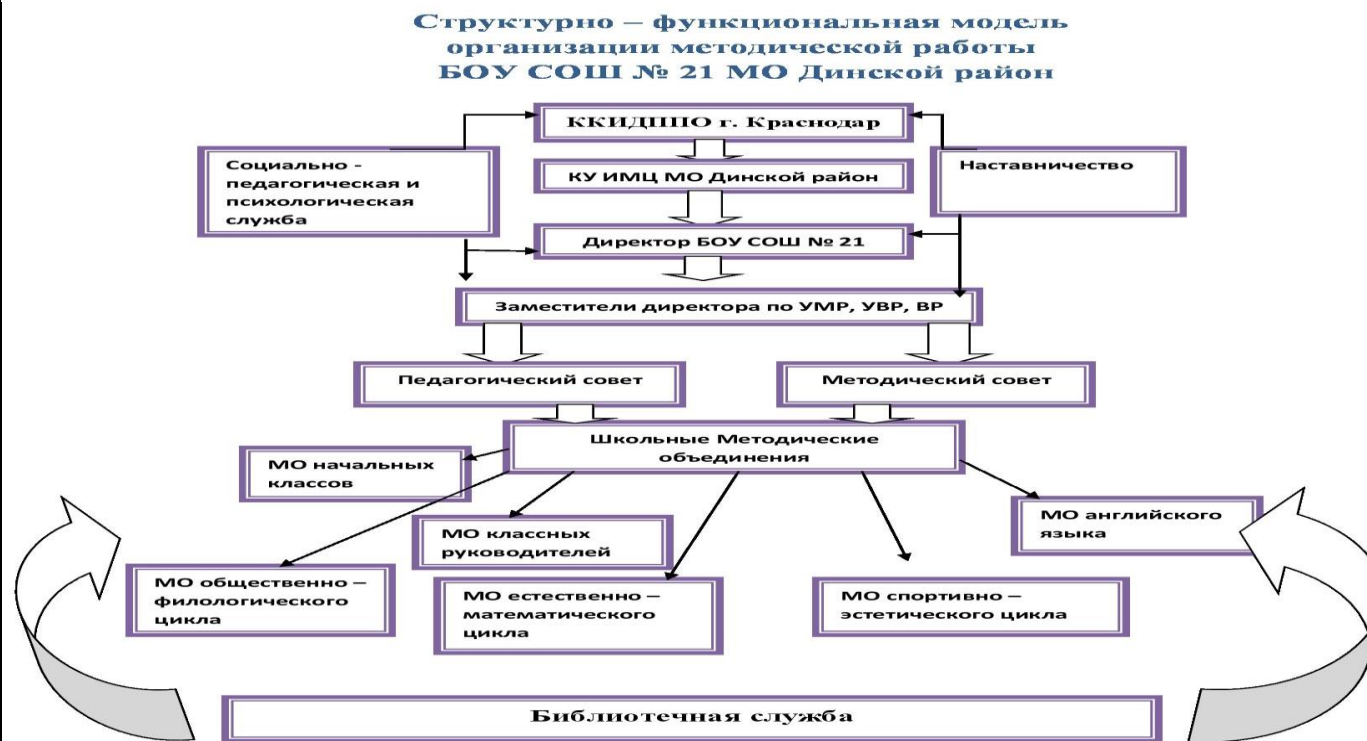 Структурно – функциональная модель
организации методической работы
БОУ СОШ № 21 МО Динской район
ККИДППО г. Краснодар
Социально -
педагогическая и
психологическая
служба
КУ ИМЦ МО Динской район
Наставничество
Директор БОУ СОШ № 21
Заместители директора по УМР, УВР, ВР
Педагогический совет
Методический совет
Школьные Методические
объединения
МО начальных
классов
МО классных
руководителей
МО английского
языка
МО общественно –
филологического
цикла
МО естественно –
математического
цикла
МО спортивно –
эстетического цикла
Библиотечная служба